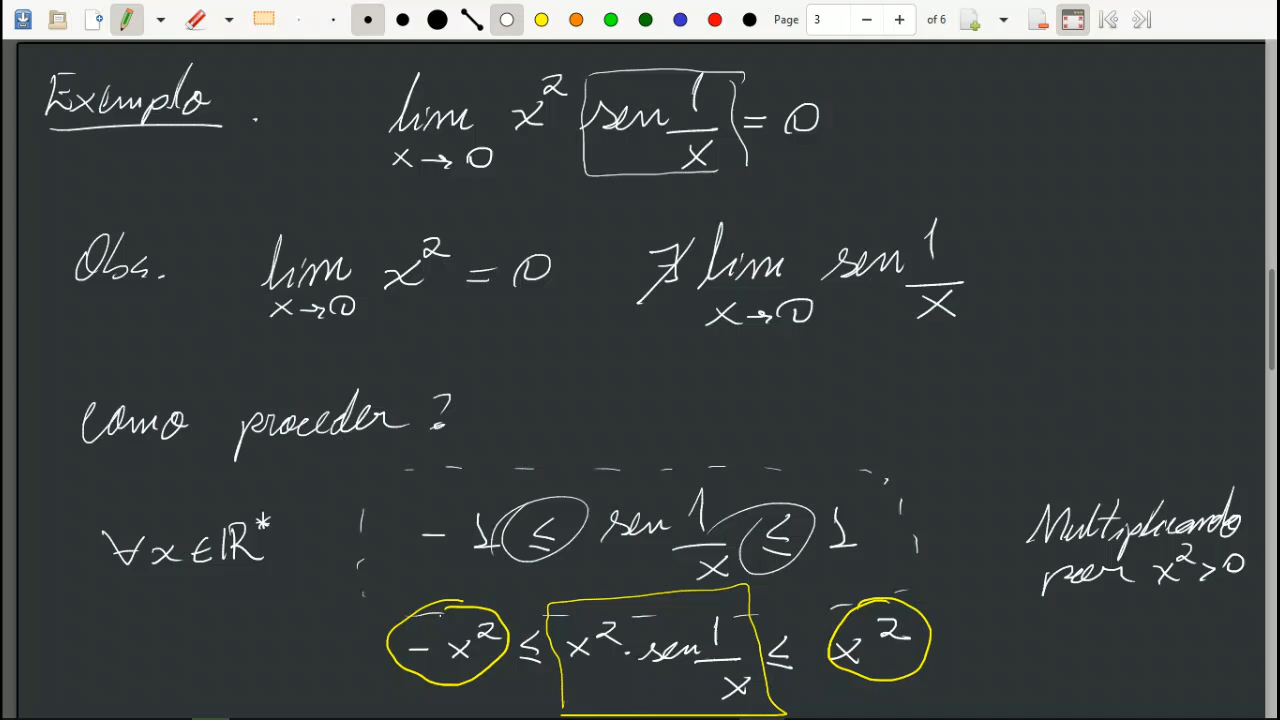 Page 3 of 6
Exemplo . lim x→0 x² sen 1/x = 0
Obs. lim x→0 x² = 0 ∄ lim x→0 sen 1/x
como proceder?
∀x∈ℝ* -1 ≤ sen 1/x ≤ 1 Multiplicando
por x² > 0
-x² ≤ x² · sen 1/x ≤ x²